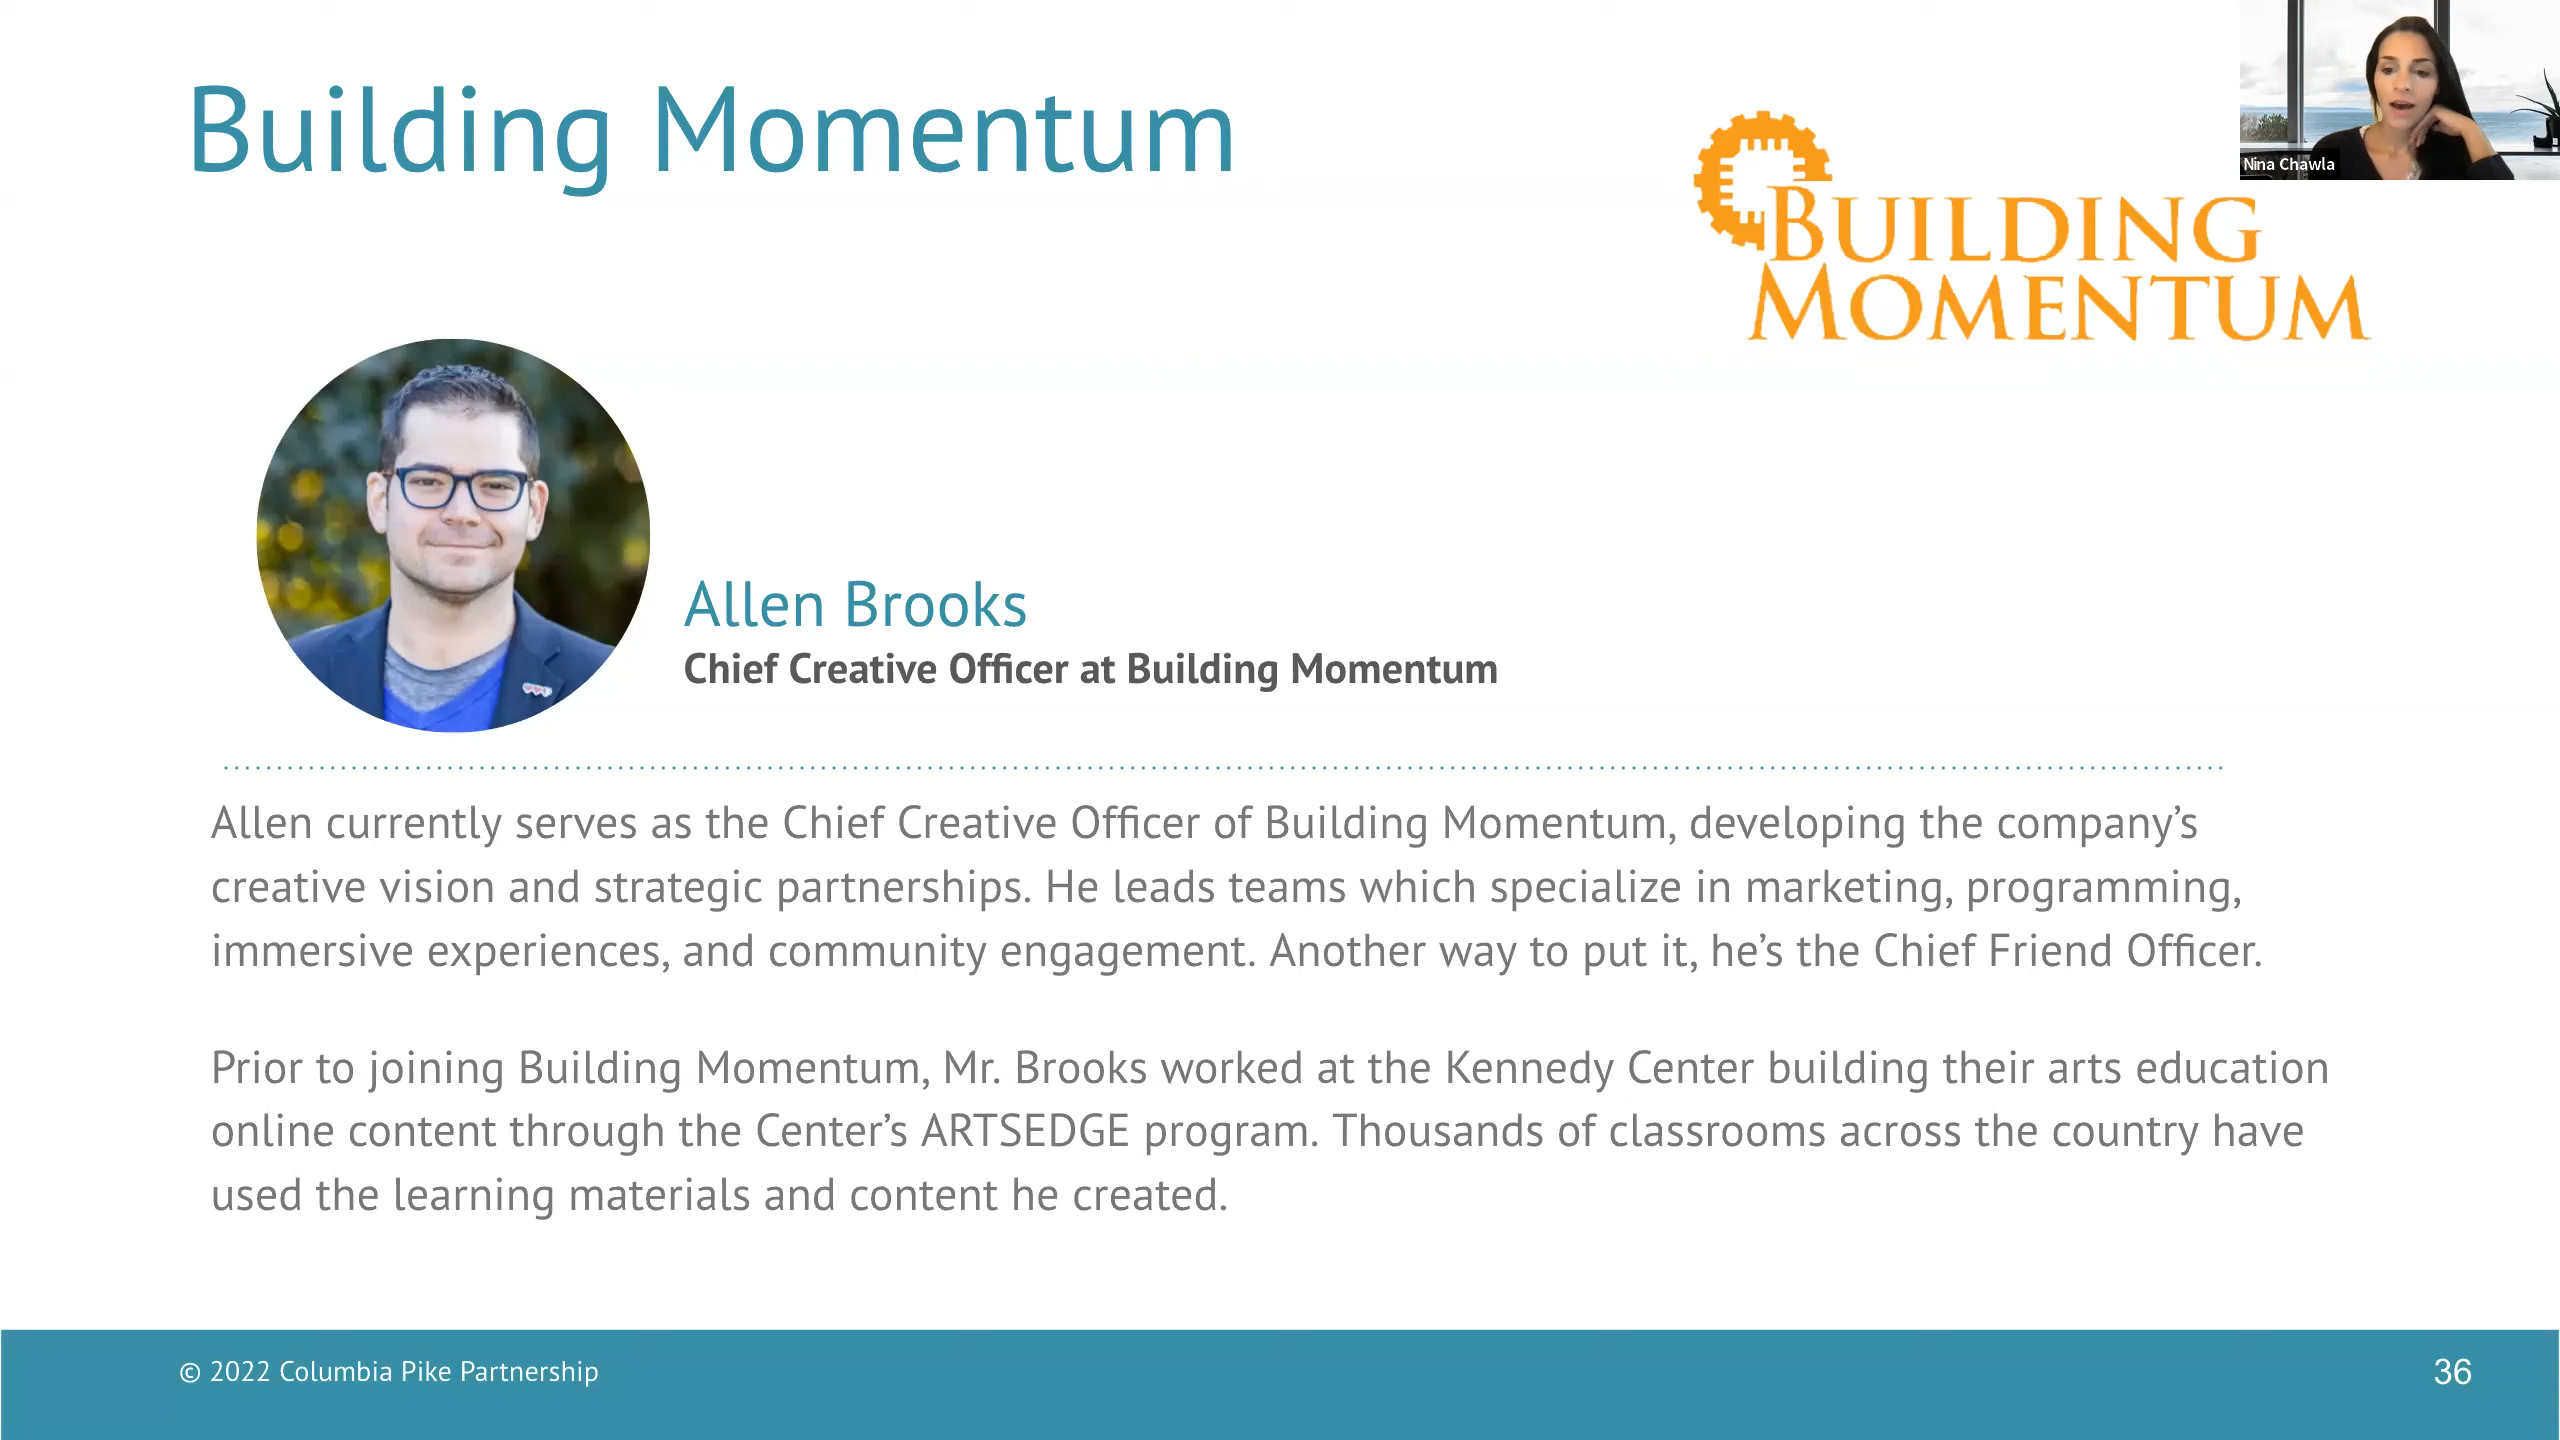 Building Momentum
Nina Chawla
BUILDING
MOMENTUM
Allen Brooks
Chief Creative Officer at Building Momentum
Allen currently serves as the Chief Creative Officer of Building Momentum, developing the company’s
creative vision and strategic partnerships. He leads teams which specialize in marketing, programming,
immersive experiences, and community engagement. Another way to put it, he’s the Chief Friend Officer.
Prior to joining Building Momentum, Mr. Brooks worked at the Kennedy Center building their arts education
online content through the Center’s ARTSEDGE program. Thousands of classrooms across the country have
used the learning materials and content he created.
© 2022 Columbia Pike Partnership
36